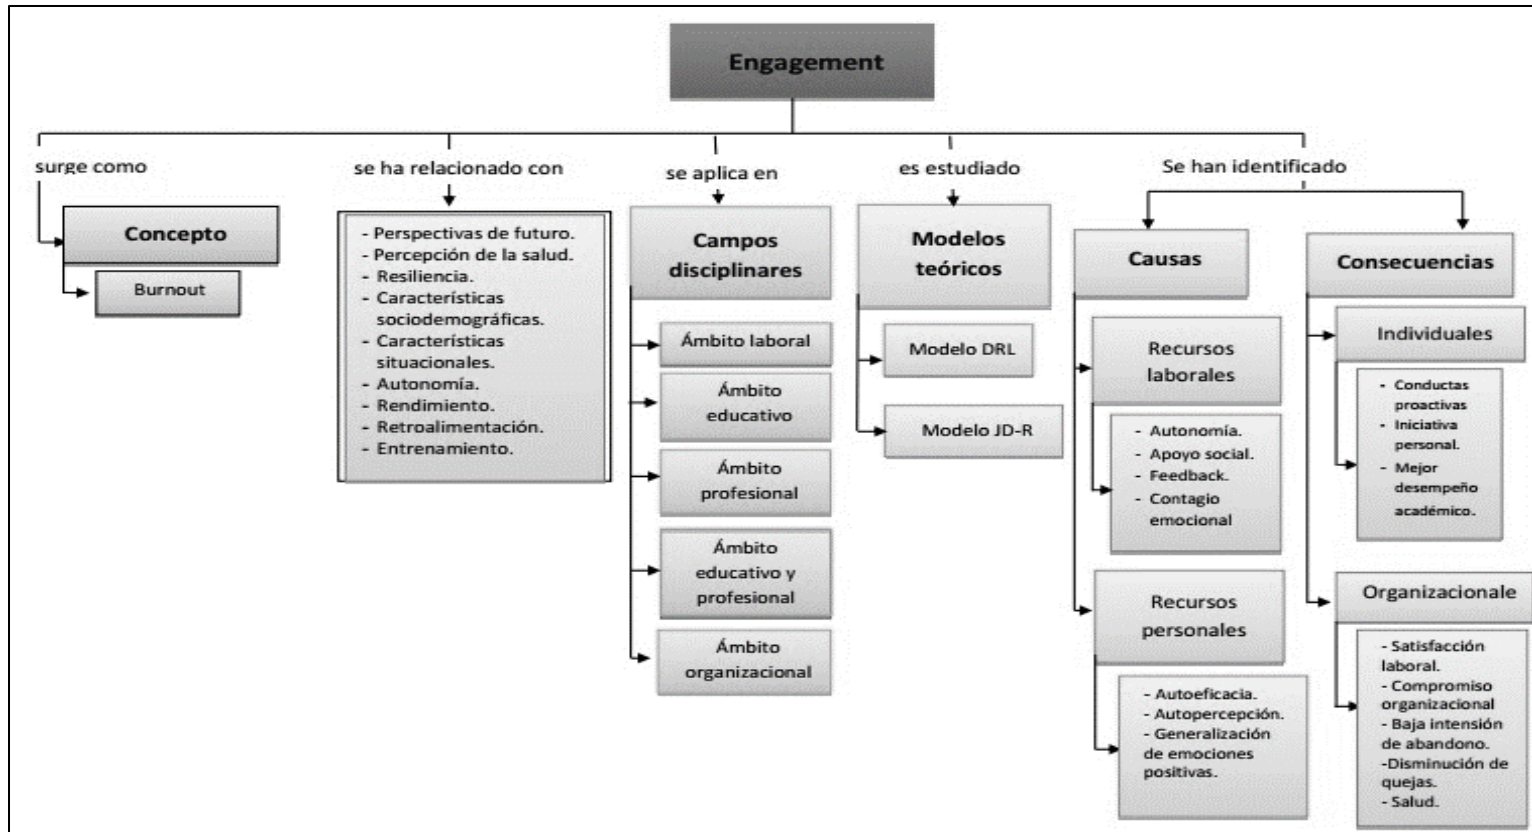 Engagement
surge como
Concepto
Burnout
se ha relacionado con
- Perspectivas de futuro.
- Percepción de la salud.
- Resiliencia.
- Características
sociodemográficas.
- Características
situacionales.
- Autonomía.
- Rendimiento.
- Retroalimentación.
- Entrenamiento.
se aplica en
Campos
disciplinares
Ámbito laboral
Ámbito
educativo
Ámbito
profesional
Ámbito
educativo y
profesional
Ámbito
organizacional
es estudiado
Modelos
teóricos
Modelo DRL
Modelo JD-R
Se han identificado
Causas
Recursos
laborales
- Autonomía.
- Apoyo social.
- Feedback.
- Contagio
emocional
Recursos
personales
- Autoeficacia.
- Autopercepción.
- Generalización
de emociones
positivas.
Consecuencias
Individuales
- Conductas
proactivas
- Iniciativa
personal.
- Mejor
desempeño
académico.
Organizacionale
- Satisfacción
laboral.
- Compromiso
organizacional
- Baja intensión
de abandono.
-Disminución de
quejas.
- Salud.